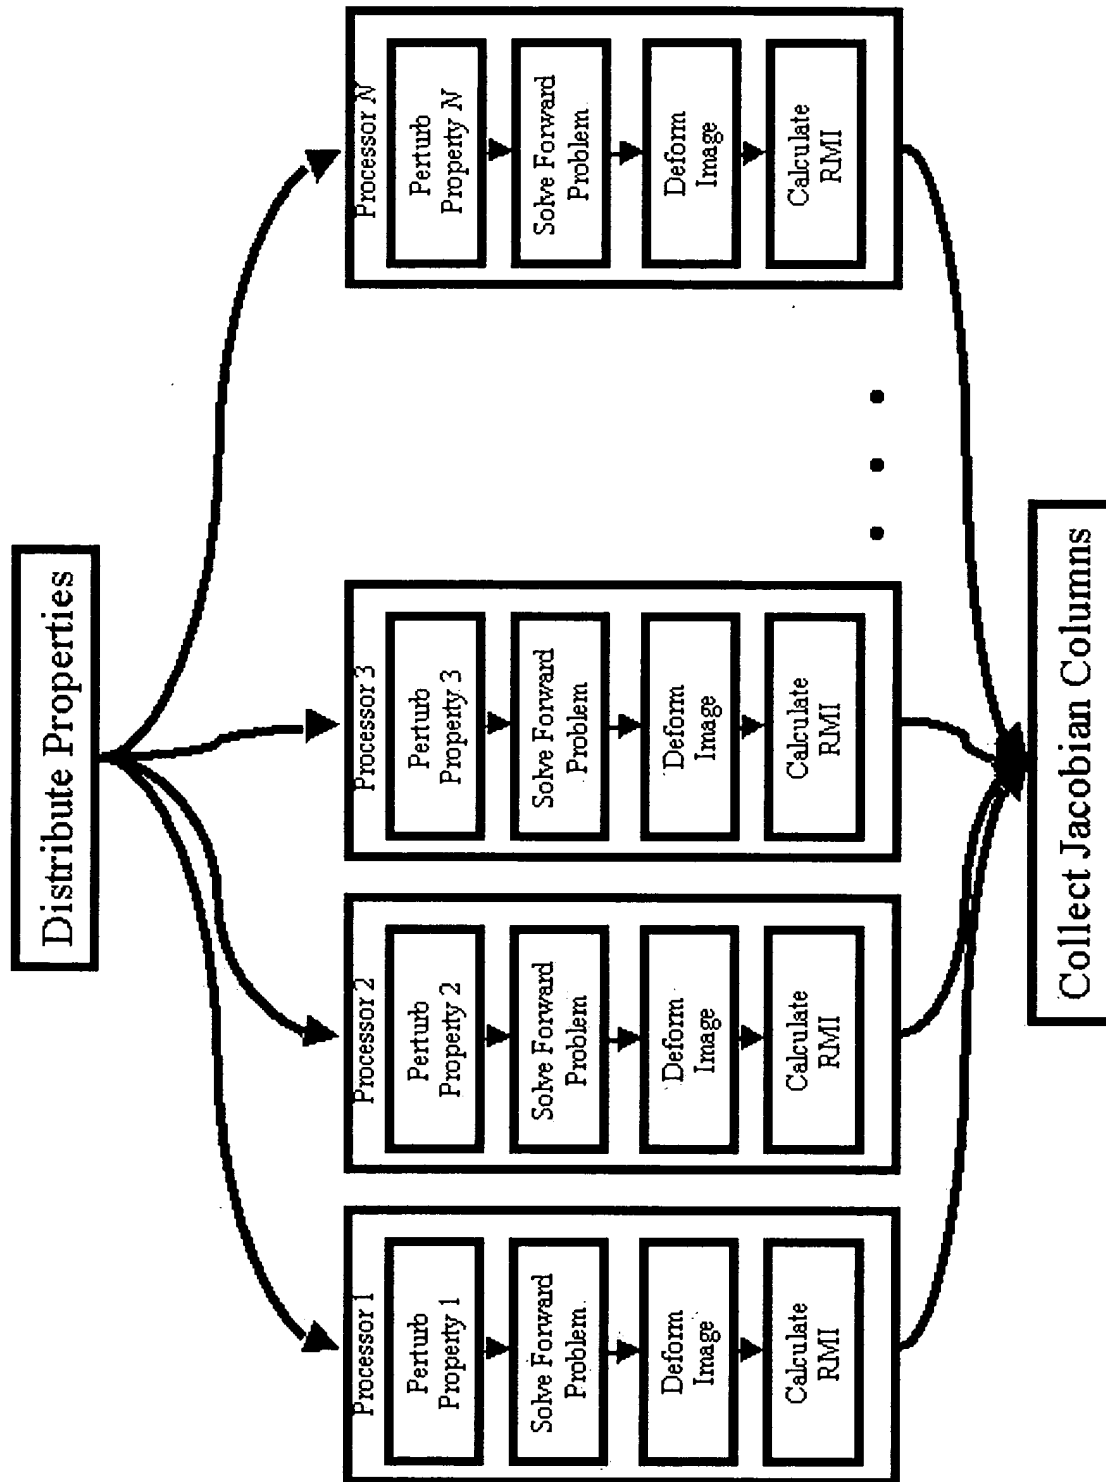 Distribute Properties
Processor 1
Perturb
Property 1
Solve Forward
Problem
Deform
Image
Calculate
RMI
Processor 2
Perturb
Property 2
Solve Forward
Problem
Deform
Image
Calculate
RMI
Processor 3
Perturb
Property 3
Solve Forward
Problem
Deform
Image
Calculate
RMI
Processor N
Perturb
Property N
Solve Forward
Problem
Deform
Image
Calculate
RMI
Collect Jacobian Columns